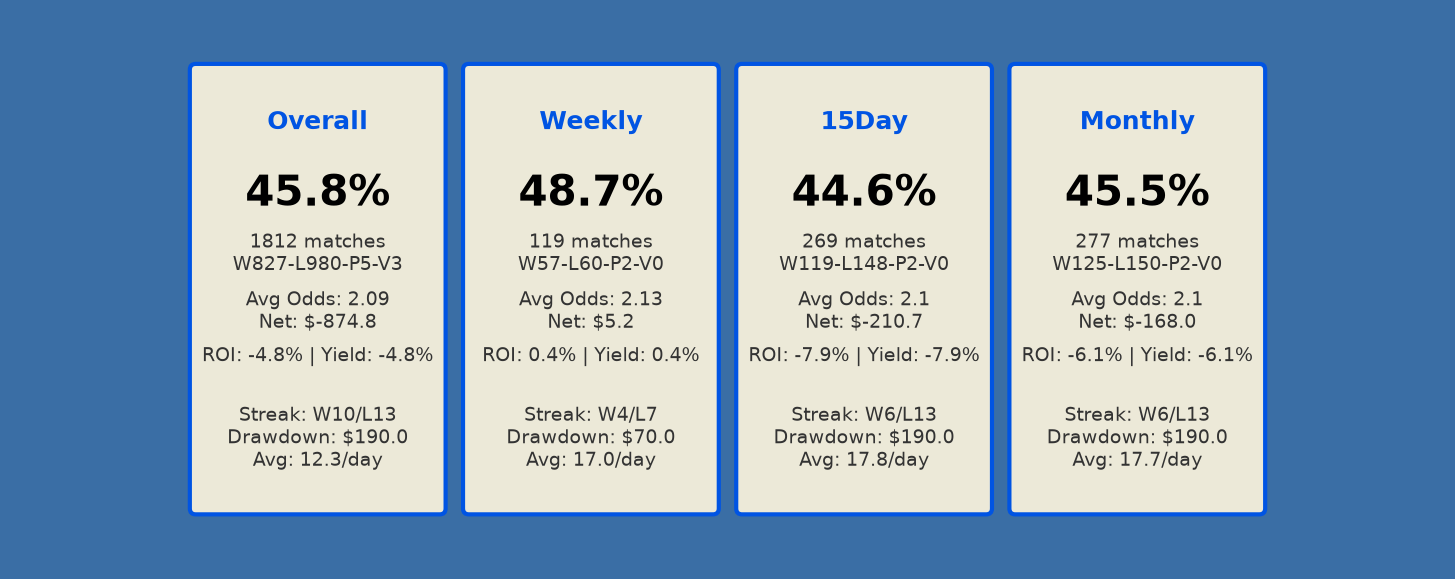 Overall
45.8%
1812 matches
W827-L980-P5-V3
Avg Odds: 2.09
Net: $-874.8
ROI: -4.8% | Yield: -4.8%
Streak: W10/L13
Drawdown: $190.0
Avg: 12.3/day
Weekly
48.7%
119 matches
W57-L60-P2-V0
Avg Odds: 2.13
Net: $5.2
ROI: 0.4% | Yield: 0.4%
Streak: W4/L7
Drawdown: $70.0
Avg: 17.0/day
15Day
44.6%
269 matches
W119-L148-P2-V0
Avg Odds: 2.1
Net: $-210.7
ROI: -7.9% | Yield: -7.9%
Streak: W6/L13
Drawdown: $190.0
Avg: 17.8/day
Monthly
45.5%
277 matches
W125-L150-P2-V0
Avg Odds: 2.1
Net: $-168.0
ROI: -6.1% | Yield: -6.1%
Streak: W6/L13
Drawdown: $190.0
Avg: 17.7/day